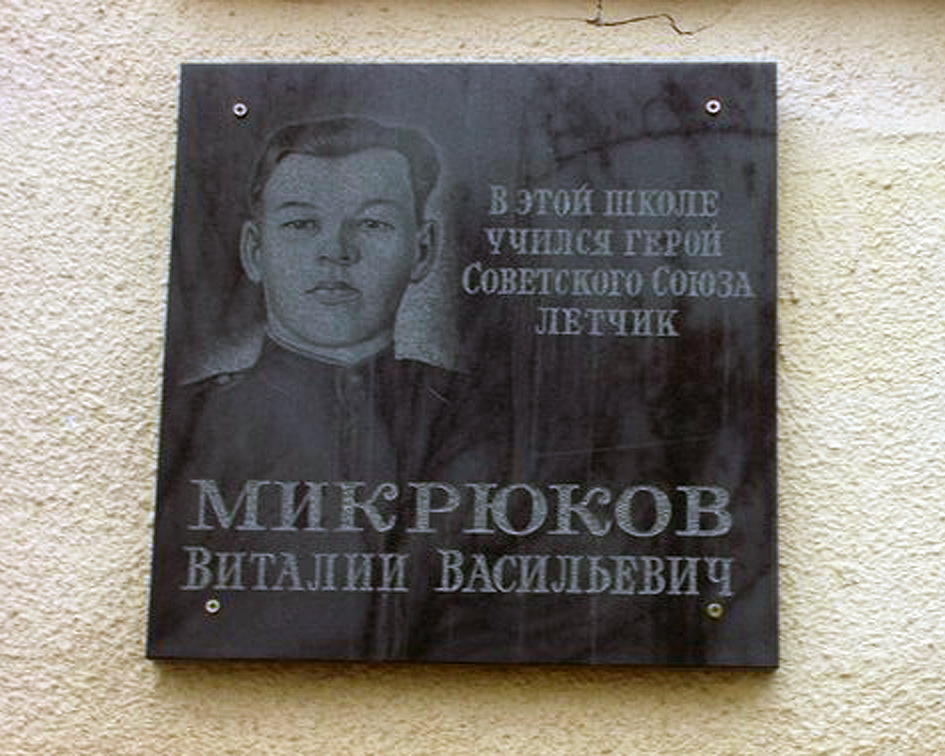 В ЭТОЙ ШКОЛЕ
УЧИЛСЯ ГЕРОЙ
СОВЕТСКОГО СОЮЗА
ЛЕТЧИК
МИКРЮКОВ
ВИТАЛИЙ ВАСИЛЬЕВИЧ